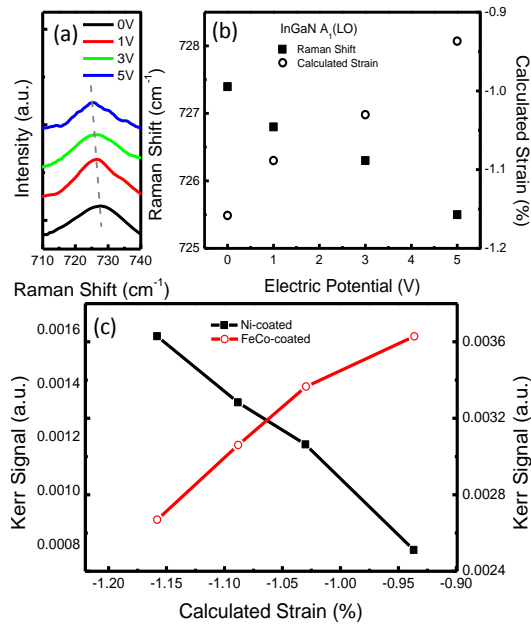 (a)
0V
1V
3V
5V
Intensity (a.u.)
710 720 730 740
Raman Shift (cm-1)
(b)
InGaN A1(LO)
Raman Shift
Calculated Strain
Raman Shift (cm-1)
728
727
726
725
0 1 2 3 4 5
Electric Potential (V)
-0.9
-1.0
-1.1
-1.2
Calculated Strain (%)
(c)
Ni-coated
FeCo-coated
Kerr Signal (a.u.)
0.0016
0.0014
0.0012
0.0010
0.0008
-1.20 -1.15 -1.10 -1.05 -1.00 -0.95 -0.90
Calculated Strain (%)
0.0036
0.0032
0.0028
0.0024
Kerr Signal (a.u.)